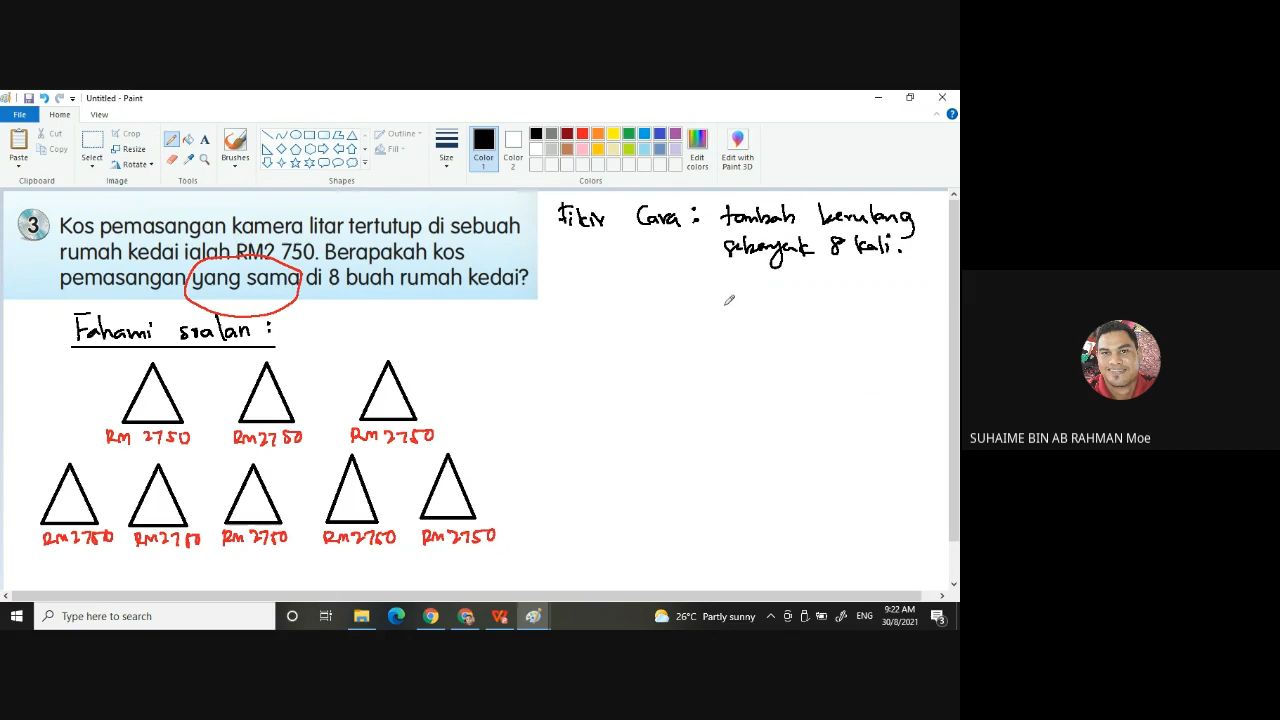 Untitled - Paint
File Home View
Paste
Cut
Copy
Clipboard
Select
Crop
Resize
Rotate
Image
Tools
Brushes
Shapes
Outline
Fill
Size
Color 1
Color 2
Colors
Edit colors
Edit with Paint 3D
3
Kos pemasangan kamera litar tertutup di sebuah
rumah kedai ialah RM2 750. Berapakah kos
pemasangan yang sama di 8 buah rumah kedai?
Fikir Cara : tambah berulang
sebanyak 8 kali.
Fahami soalan :
RM 2750 RM2750 RM2750
RM2750 RM2750 RM2750 RM2750 RM2750
SUHAIME BIN AB RAHMAN Moe
Type here to search
26°C Partly sunny
ENG
9:22 AM
30/8/2021
3